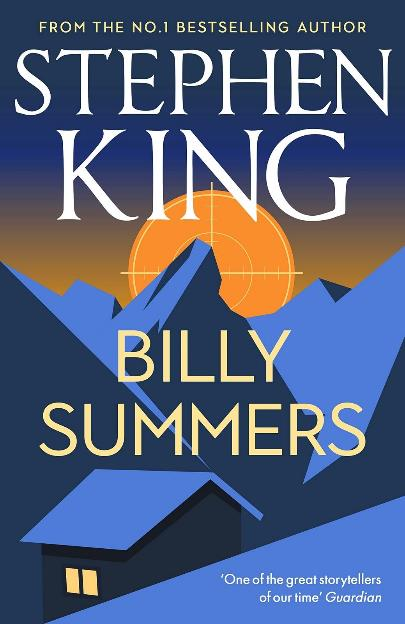 FROM THE NO.1 BESTSELLING AUTHOR
STEPHEN
KING
BILLY
SUMMERS
‘One of the great storytellers
of our time’ Guardian